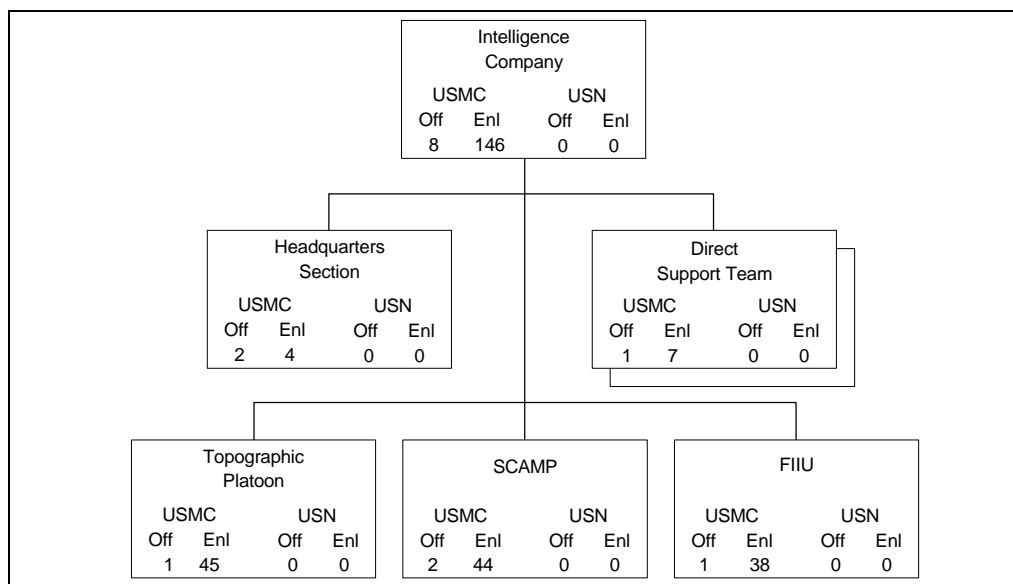 Intelligence
Company
USMC USN
Off Enl Off Enl
8 146 0 0
Headquarters
Section
USMC USN
Off Enl Off Enl
2 4 0 0
Direct
Support Team
USMC USN
Off Enl Off Enl
1 7 0 0
Topographic
Platoon
USMC USN
Off Enl Off Enl
1 45 0 0
SCAMP
USMC USN
Off Enl Off Enl
2 44 0 0
FIIU
USMC USN
Off Enl Off Enl
1 38 0 0